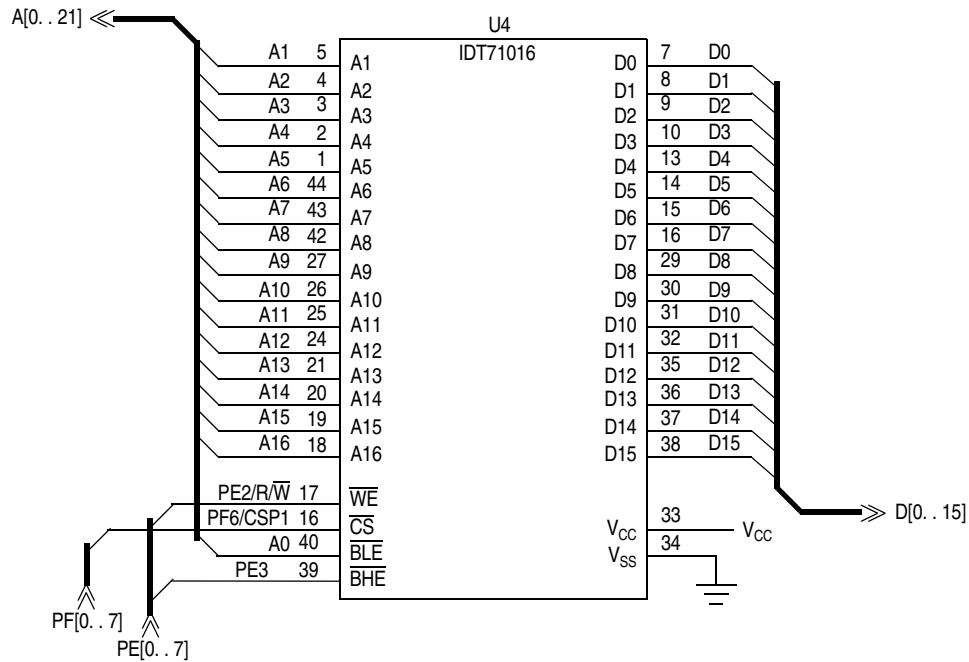 A[0. . 21]
U4
IDT71016
A1 5 A1 D0 7 D0
A2 4 A2 D1 8 D1
A3 3 A3 D2 9 D2
A4 2 A4 D3 10 D3
A5 1 A5 D4 13 D4
A6 44 A6 D5 14 D5
A7 43 A7 D6 15 D6
A8 42 A8 D7 16 D7
A9 27 A9 D8 29 D8
A10 26 A10 D9 30 D9
A11 25 A11 D10 31 D10
A12 24 A12 D11 32 D11
A13 21 A13 D12 35 D12
A14 20 A14 D13 36 D13
A15 19 A15 D14 37 D14
A16 18 A16 D15 38 D15
PE2/R/W̅ 17 W̅E̅
D[0. . 15]
PF6/CSP1 16 C̅S̅ VCC 33 VCC
A0 40 B̅L̅E̅ VSS 34
PE3 39 B̅H̅E̅
PF[0. . 7]
PE[0. . 7]